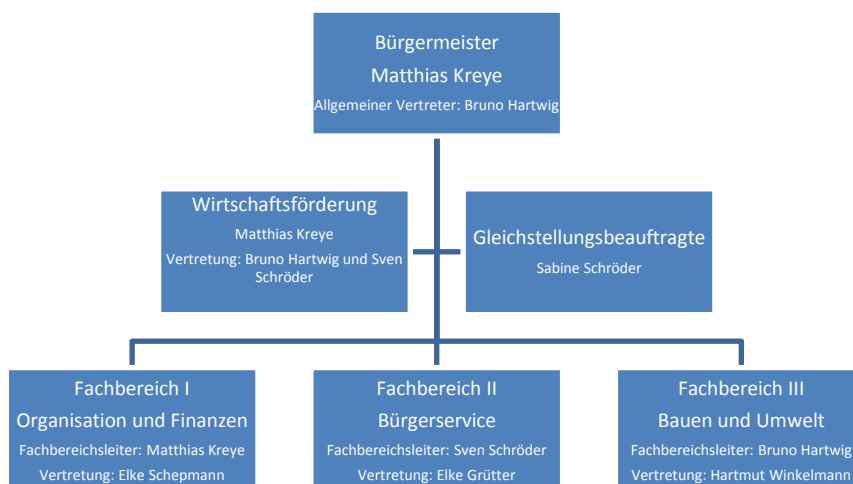 Bürgermeister
Matthias Kreye
Allgemeiner Vertreter: Bruno Hartwig
Wirtschaftsförderung
Matthias Kreye
Vertretung: Bruno Hartwig und Sven
Schröder
Gleichstellungsbeauftragte
Sabine Schröder
Fachbereich I
Organisation und Finanzen
Fachbereichsleiter: Matthias Kreye
Vertretung: Elke Schepmann
Fachbereich II
Bürgerservice
Fachbereichsleiter: Sven Schröder
Vertretung: Elke Grütter
Fachbereich III
Bauen und Umwelt
Fachbereichsleiter: Bruno Hartwig
Vertretung: Hartmut Winkelmann